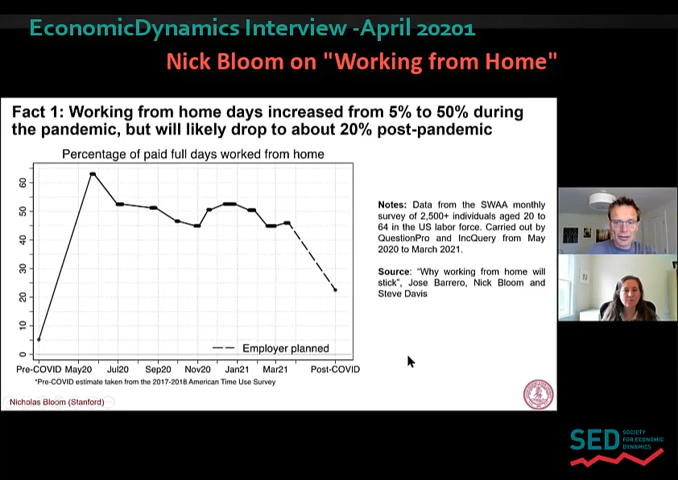 EconomicDynamics Interview -April 20201
Nick Bloom on "Working from Home"
Fact 1: Working from home days increased from 5% to 50% during
the pandemic, but will likely drop to about 20% post-pandemic
Percentage of paid full days worked from home
60
50
40
30
20
10
0
Employer planned
Pre-COVID May20 Jul20 Sep20 Nov20 Jan21 Mar21 Post-COVID
*Pre-COVID estimate taken from the 2017-2018 American Time Use Survey
Notes: Data from the SWAA monthly
survey of 2,500+ individuals aged 20 to
64 in the US labor force. Carried out by
QuestionPro and IncQuery from May
2020 to March 2021.
Source: "Why working from home will
stick", Jose Barrero, Nick Bloom and
Steve Davis
Nicholas Bloom (Stanford)
SED
SOCIETY
FOR ECONOMIC
DYNAMICS